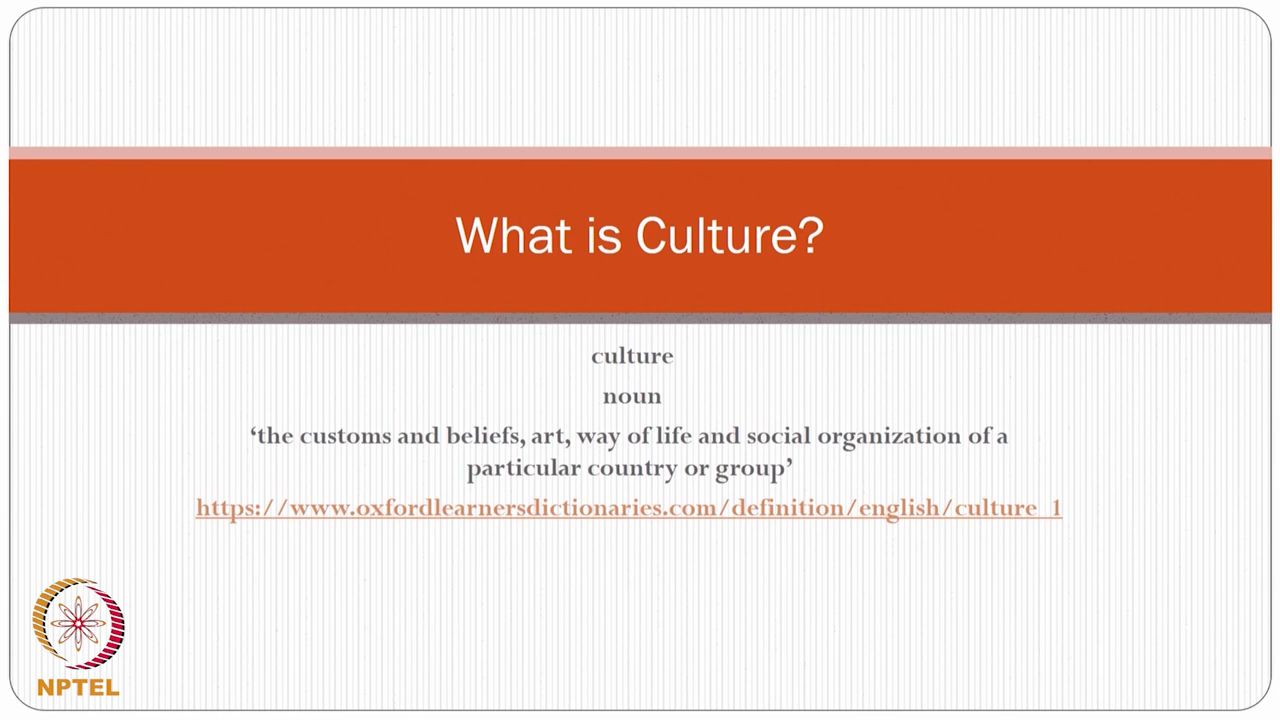 What is Culture?
culture
noun
‘the customs and beliefs, art, way of life and social organization of a
particular country or group’
https://www.oxfordlearnersdictionaries.com/definition/english/culture_1
NPTEL